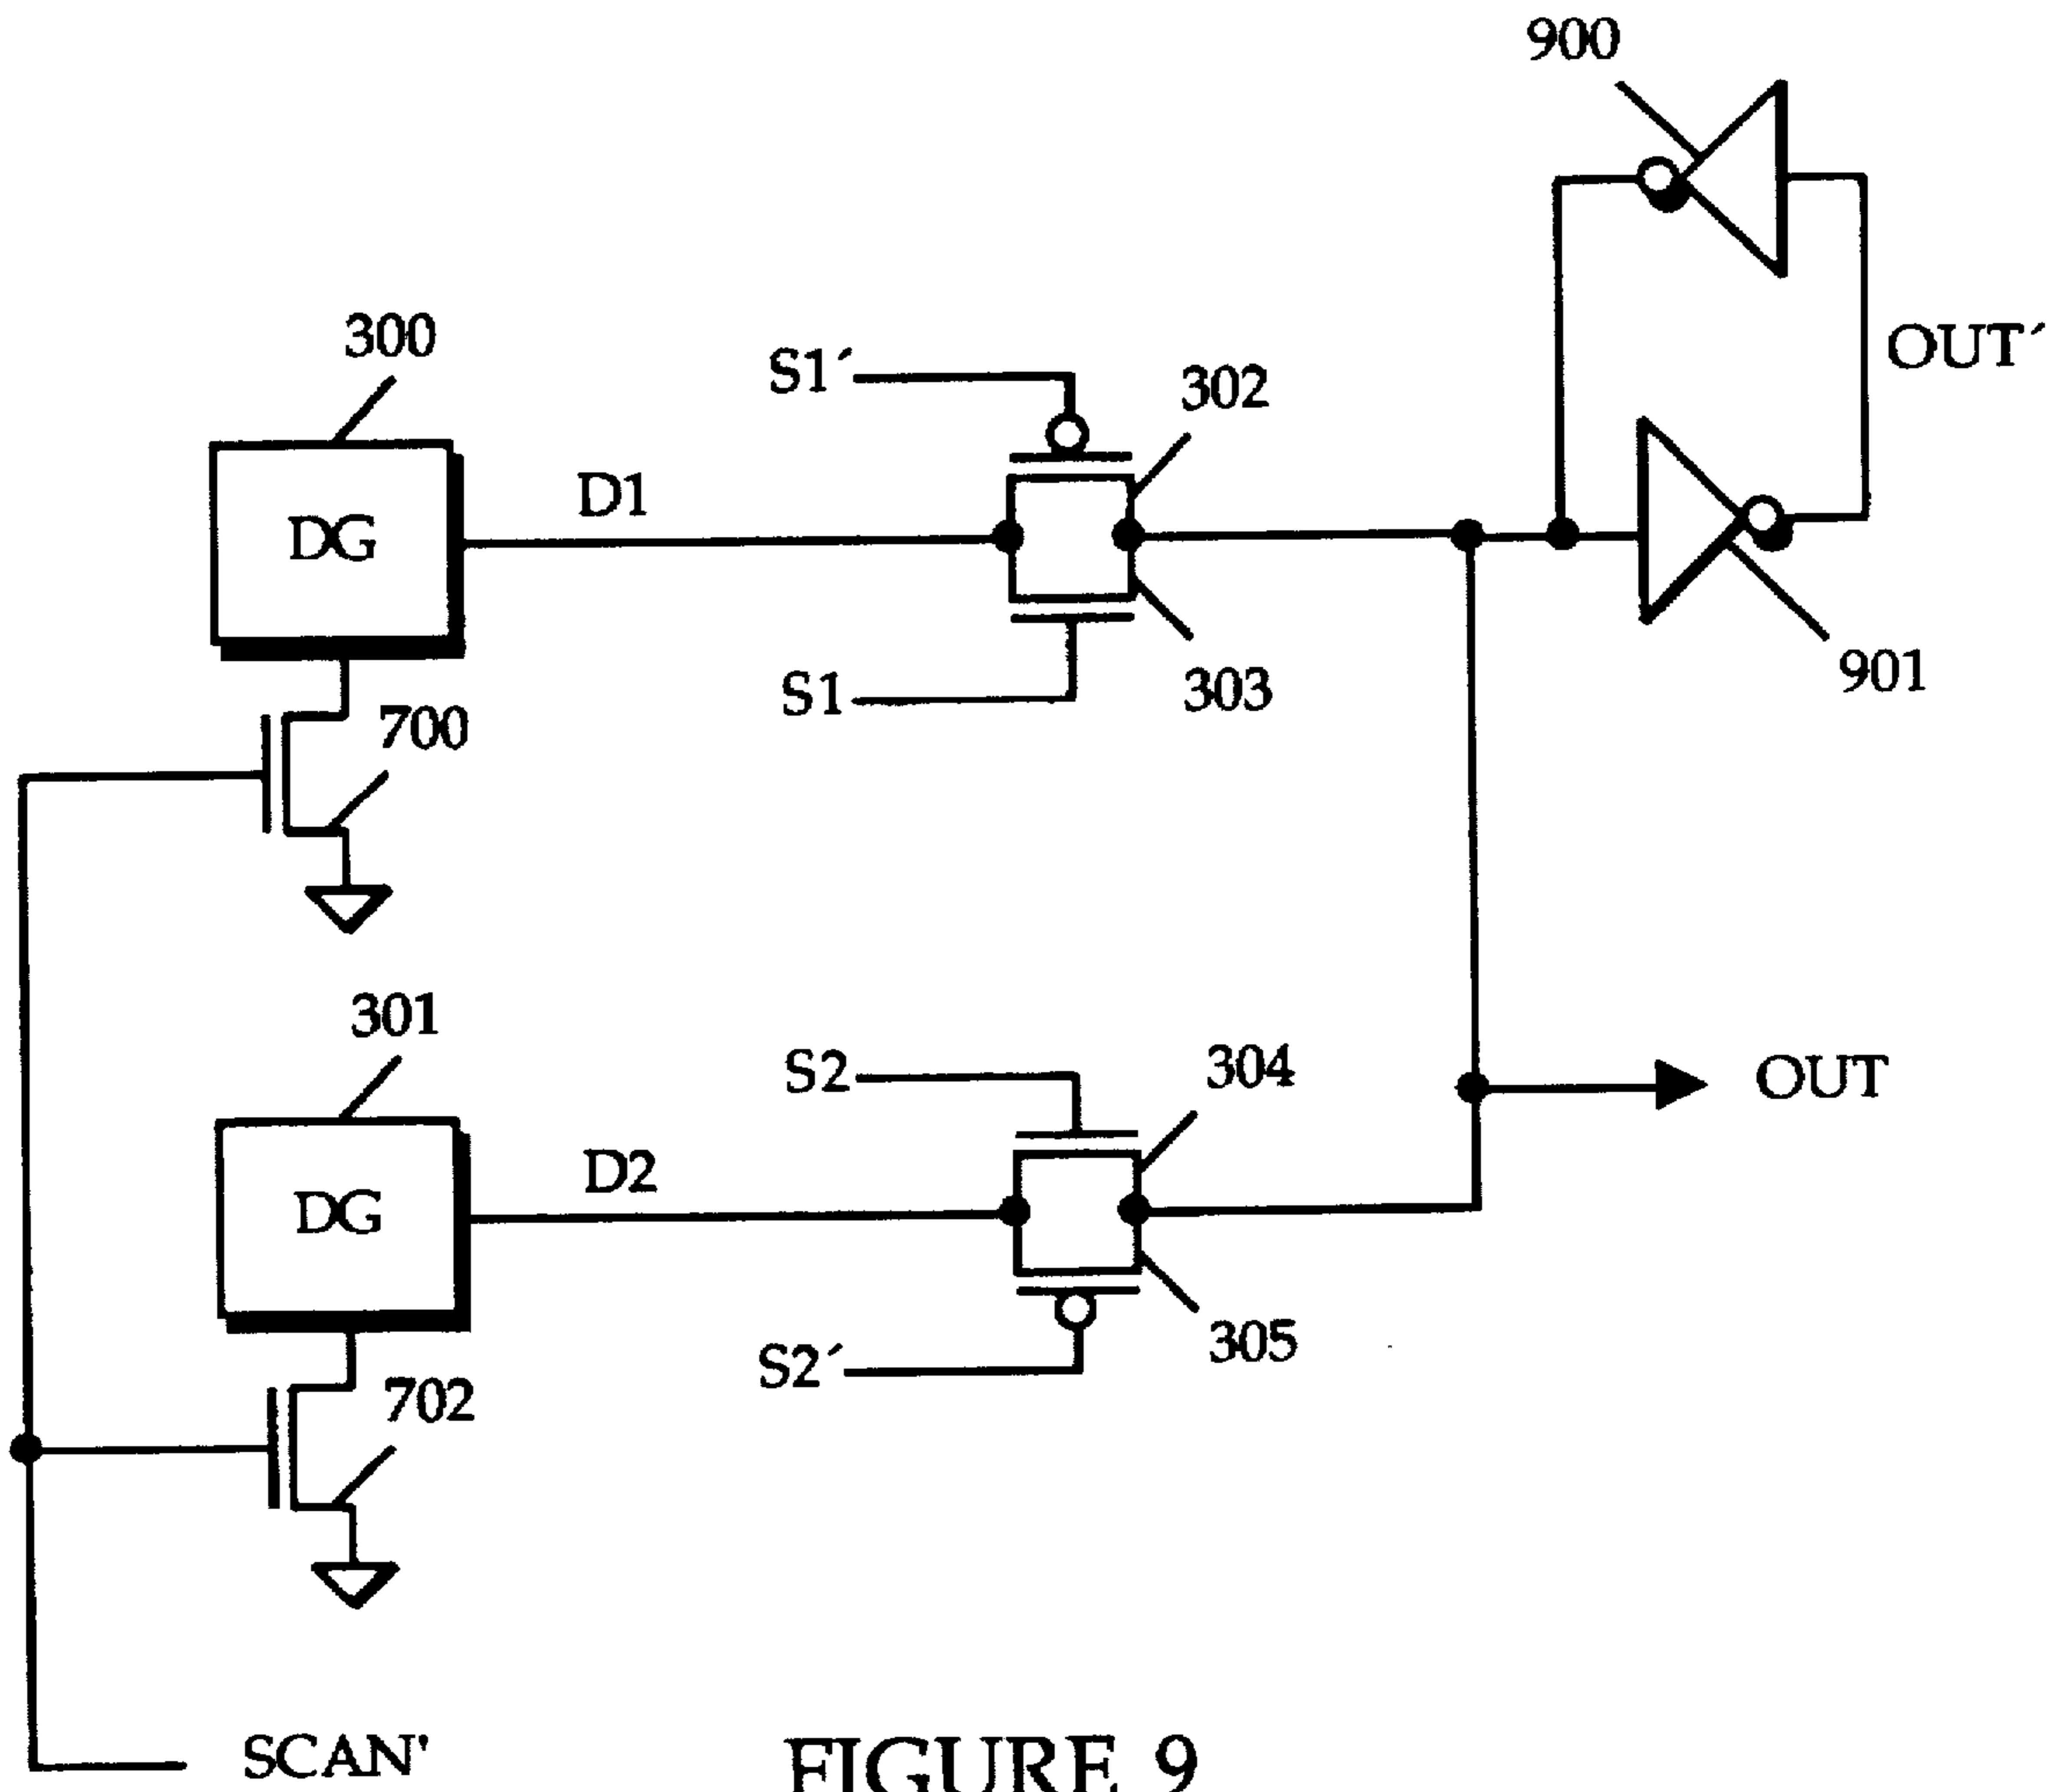 900
OUT´
300
S1´
302
D1
DG
901
S1
303
700
301
S2
304
OUT
D2
DG
305
S2´
702
SCAN'
FIGURE 9